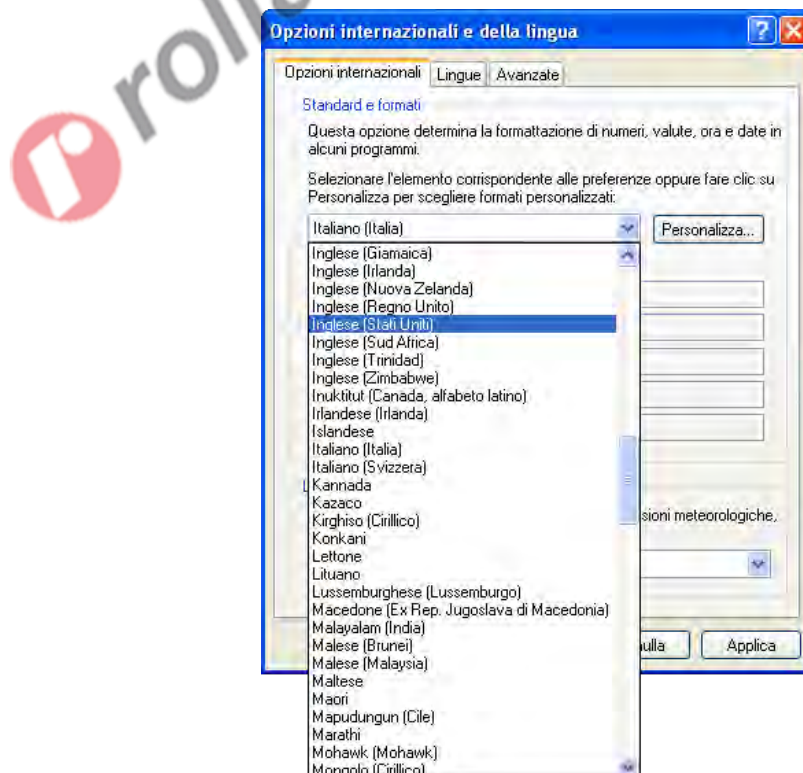 Opzioni internazionali e della lingua
Opzioni internazionali Lingue Avanzate
Standard e formati
Questa opzione determina la formattazione di numeri, valute, ora e date in
alcuni programmi.
Selezionare l'elemento corrispondente alle preferenze oppure fare clic su
Personalizza per scegliere formati personalizzati:
Italiano (Italia)
Personalizza...
Inglese (Giamaica)
Inglese (Irlanda)
Inglese (Nuova Zelanda)
Inglese (Regno Unito)
Inglese (Stati Uniti)
Inglese (Sud Africa)
Inglese (Trinidad)
Inglese (Zimbabwe)
Inuktitut (Canada, alfabeto latino)
Irlandese (Irlanda)
Islandese
Italiano (Italia)
Italiano (Svizzera)
Kannada
Kazaco
Kirghiso (Cirillico)
sioni meteorologiche,
Konkani
Lettone
Lituano
Lussemburghese (Lussemburgo)
Macedone (Ex Rep. Jugoslava di Macedonia)
Malayalam (India)
Malese (Brunei)
ulla
Applica
Malese (Malaysia)
Maltese
Maori
Mapudungun (Cile)
Marathi
Mohawk (Mohawk)
Mongolo (Cirillico)